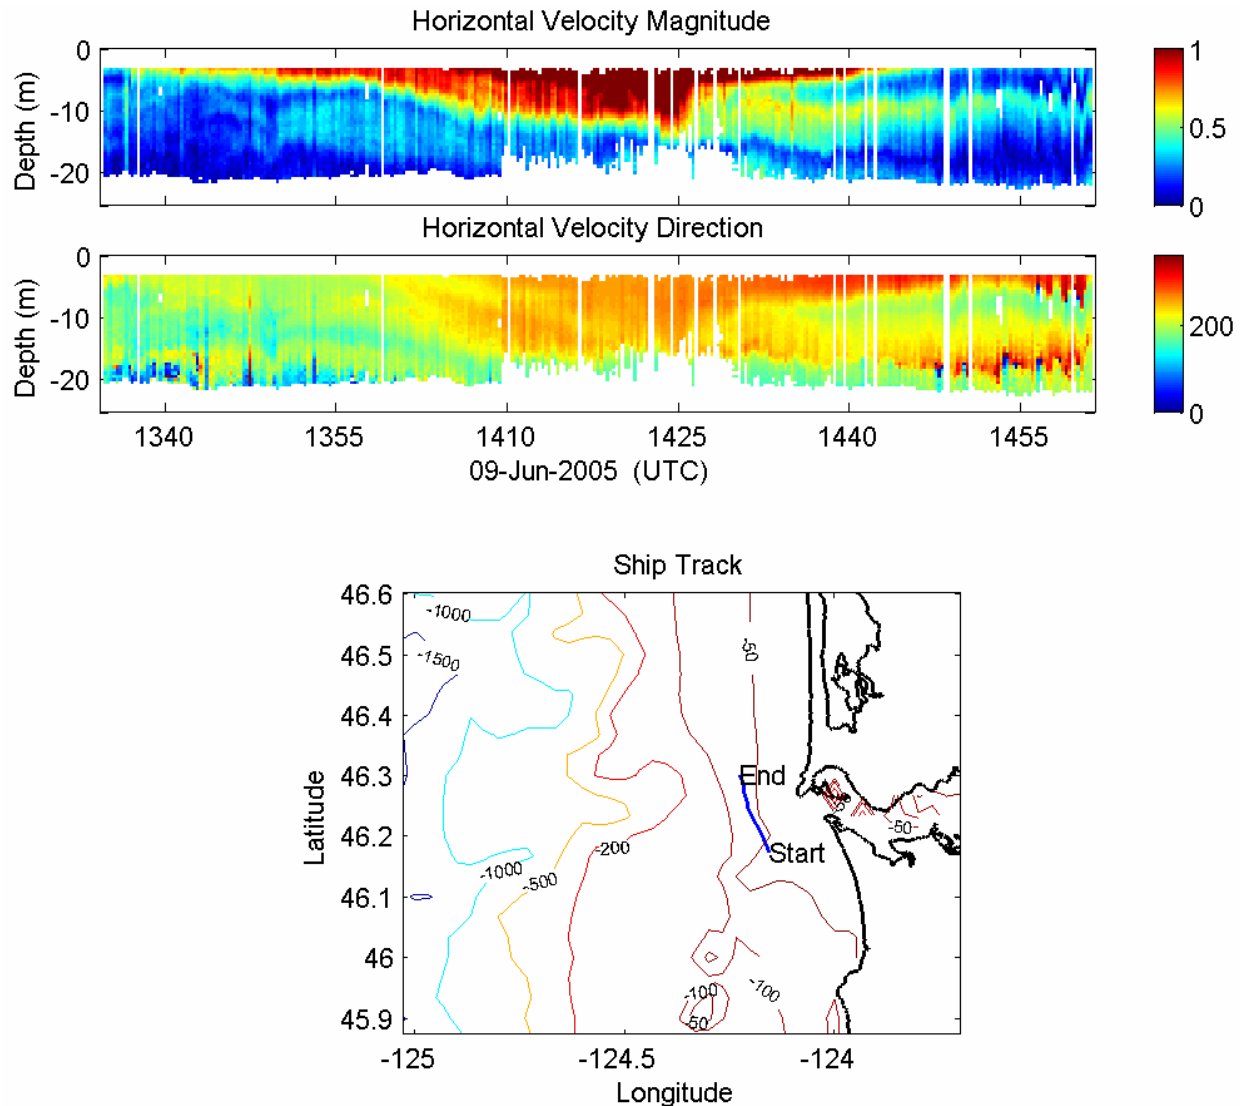 Horizontal Velocity Magnitude
0
-10
-20
Depth (m)
1
0.5
0
Horizontal Velocity Direction
0
-10
-20
Depth (m)
200
0
1340 1355 1410 1425 1440 1455
09-Jun-2005 (UTC)
Ship Track
46.6
46.5
46.4
46.3
46.2
46.1
46
45.9
Latitude
-1000
-1500
-50
End
Start
-50
-200
-1000
-500
-100
-100
-50
-125 -124.5 -124
Longitude